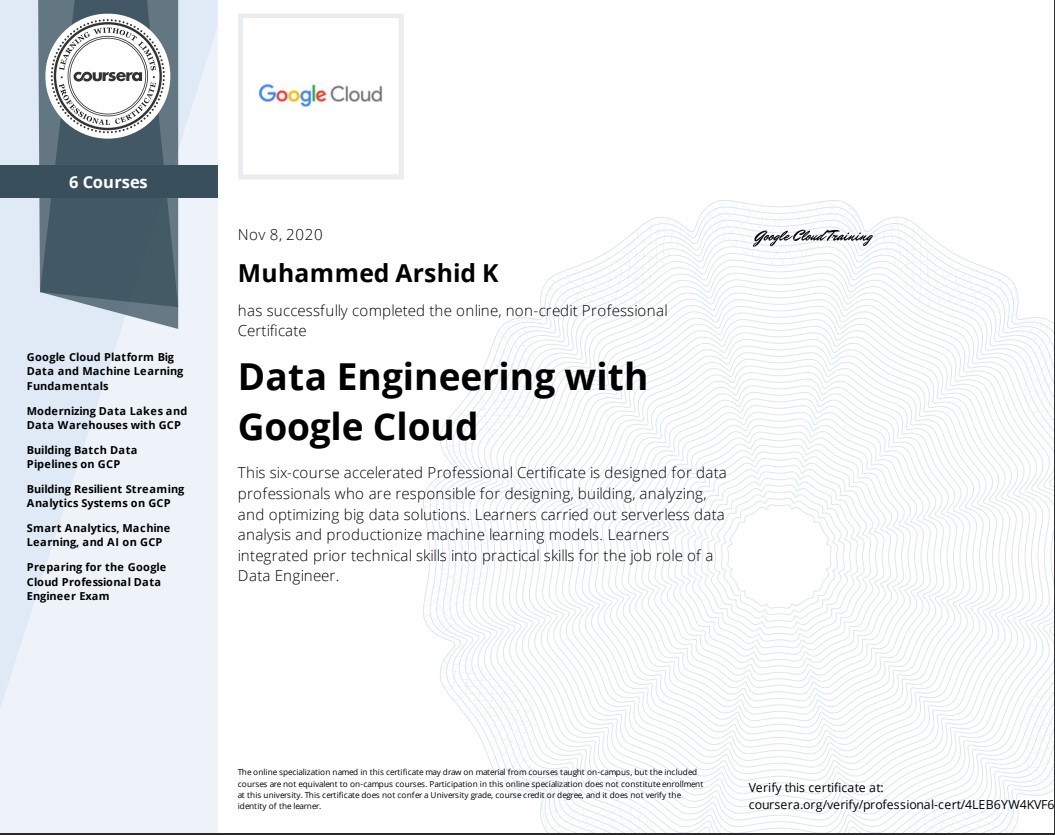 LEARNING WITHOUT LIMITS
coursera
PROFESSIONAL CERTIFICATE
6 Courses
Google Cloud Platform Big
Data and Machine Learning
Fundamentals
Modernizing Data Lakes and
Data Warehouses with GCP
Building Batch Data
Pipelines on GCP
Building Resilient Streaming
Analytics Systems on GCP
Smart Analytics, Machine
Learning, and AI on GCP
Preparing for the Google
Cloud Professional Data
Engineer Exam
Google Cloud
Nov 8, 2020
Muhammed Arshid K
has successfully completed the online, non-credit Professional
Certificate
Data Engineering with
Google Cloud
This six-course accelerated Professional Certificate is designed for data
professionals who are responsible for designing, building, analyzing,
and optimizing big data solutions. Learners carried out serverless data
analysis and productionize machine learning models. Learners
integrated prior technical skills into practical skills for the job role of a
Data Engineer.
Google Cloud Training
The online specialization named in this certificate may draw on material from courses taught on-campus, but the included
courses are not equivalent to on-campus courses. Participation in this online specialization does not constitute enrollment
at this university. This certificate does not confer a University grade, course credit or degree, and it does not verify the
identity of the learner.
Verify this certificate at:
coursera.org/verify/professional-cert/4LEB6YW4KVF6